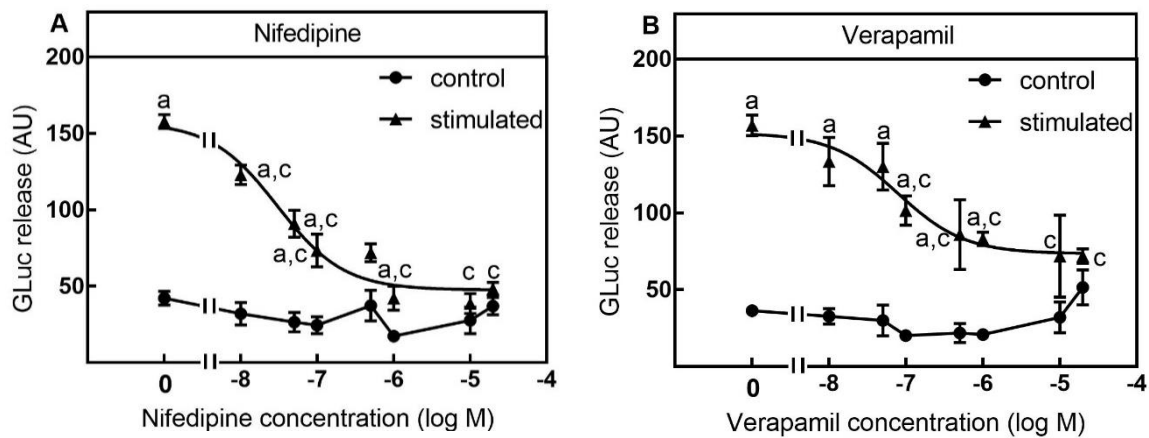 A
Nifedipine
200
150
100
50
GLuc release (AU)
control
stimulated
a
a,c
a,c
a,c
a,c
c
c
0
-8
-7
-6
-5
-4
Nifedipine concentration (log M)
B
Verapamil
200
150
100
50
GLuc release (AU)
control
stimulated
a
a
a
a,c
a,c
a,c
c
c
0
-8
-7
-6
-5
-4
Verapamil concentration (log M)